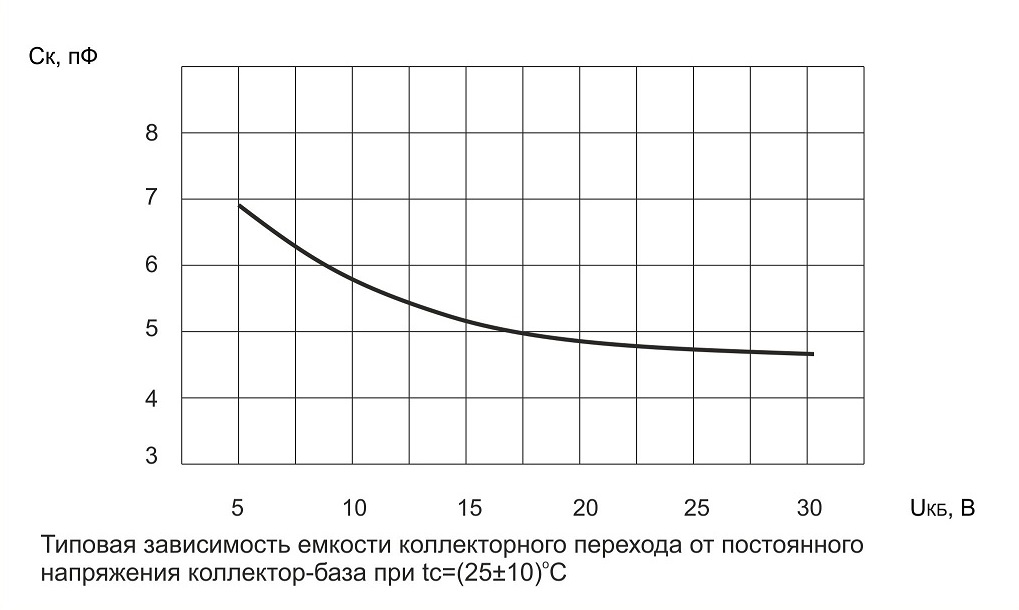 Ск, пФ
8
7
6
5
4
3
5 10 15 20 25 30 UКБ, В
Типовая зависимость емкости коллекторного перехода от постоянного
напряжения коллектор-база при tc=(25±10)°С